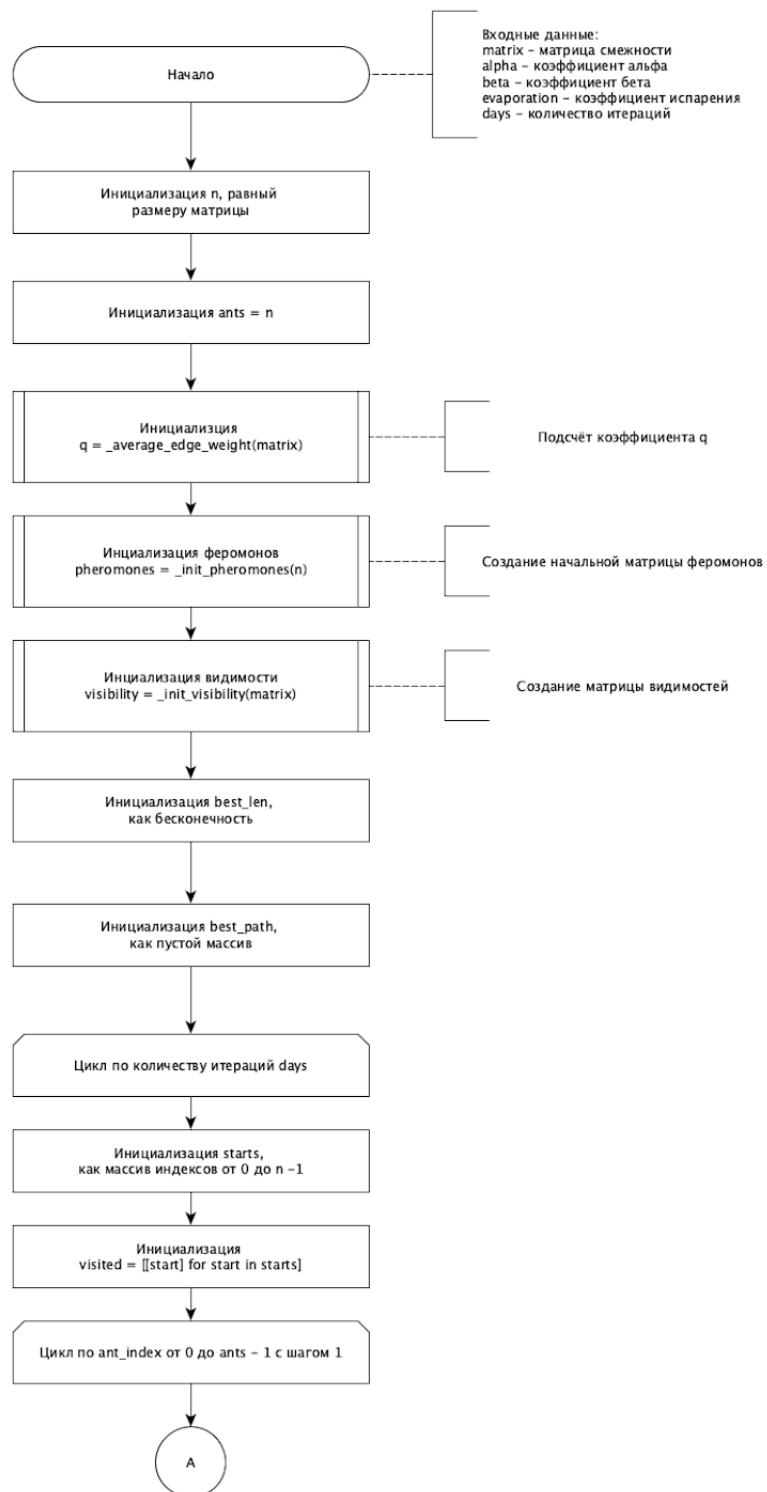 Входные данные:
matrix – матрица смежности
alpha – коэффициент альфа
beta – коэффициент бета
evaporation – коэффициент испарения
days – количество итераций
Начало
Инициализация n, равный
размеру матрицы
Инициализация ants = n
Инициализция
q = _average_edge_weight(matrix)
Подсчёт коэффициента q
Инциализация феромонов
pheromones = _init_pheromones(n)
Создание начальной матрицы феромонов
Инциализация видимости
visibility = _init_visibility(matrix)
Создание матрицы видимостей
Инициализация best_len,
как бесконечность
Инициализация best_path,
как пустой массив
Цикл по количеству итераций days
Инициализация starts,
как массив индексов от 0 до n –1
Инициализация
visited = [[start] for start in starts]
Цикл по ant_index от 0 до ants – 1 с шагом 1
A